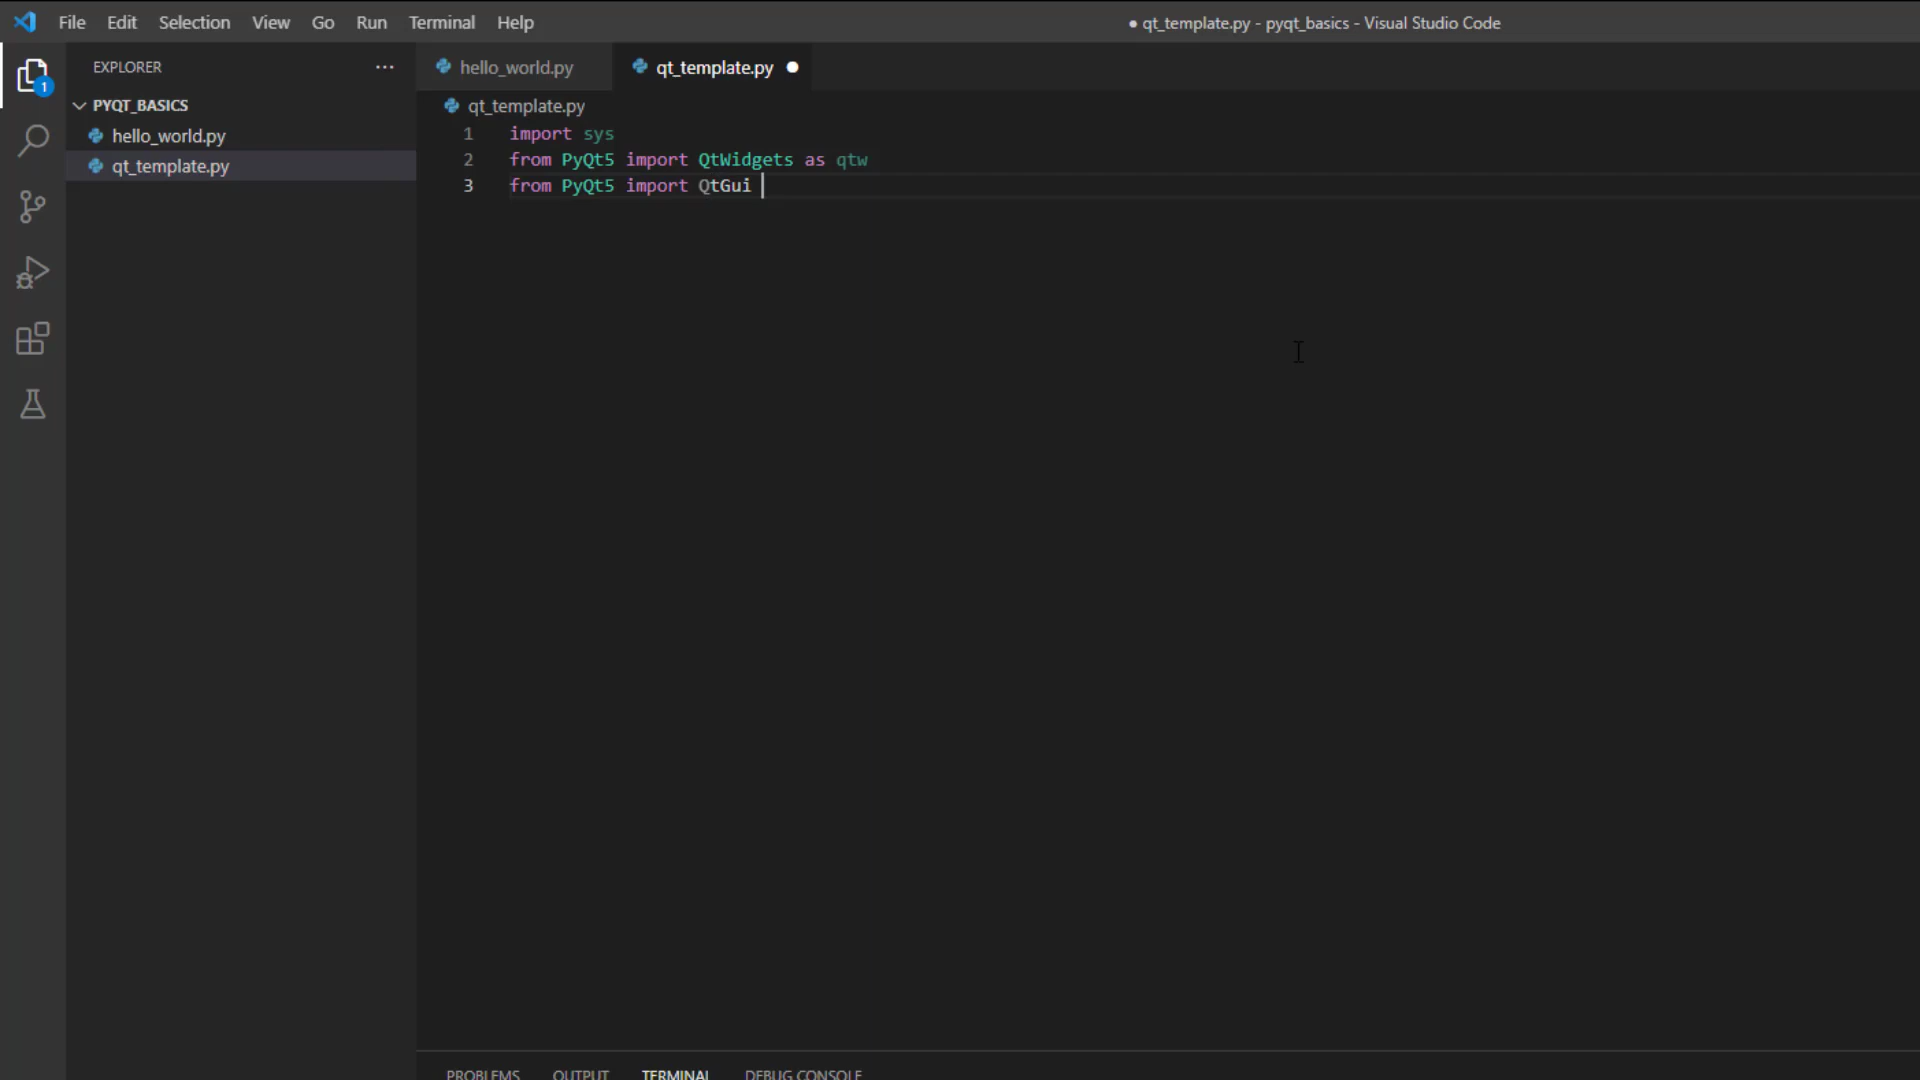 File Edit Selection View Go Run Terminal Help
● qt_template.py - pyqt_basics - Visual Studio Code
EXPLORER ...
1
PYQT_BASICS
hello_world.py
qt_template.py
hello_world.py qt_template.py ●
qt_template.py
1 import sys
2 from PyQt5 import QtWidgets as qtw
3 from PyQt5 import QtGui
PROBLEMS OUTPUT TERMINAL DEBUG CONSOLE